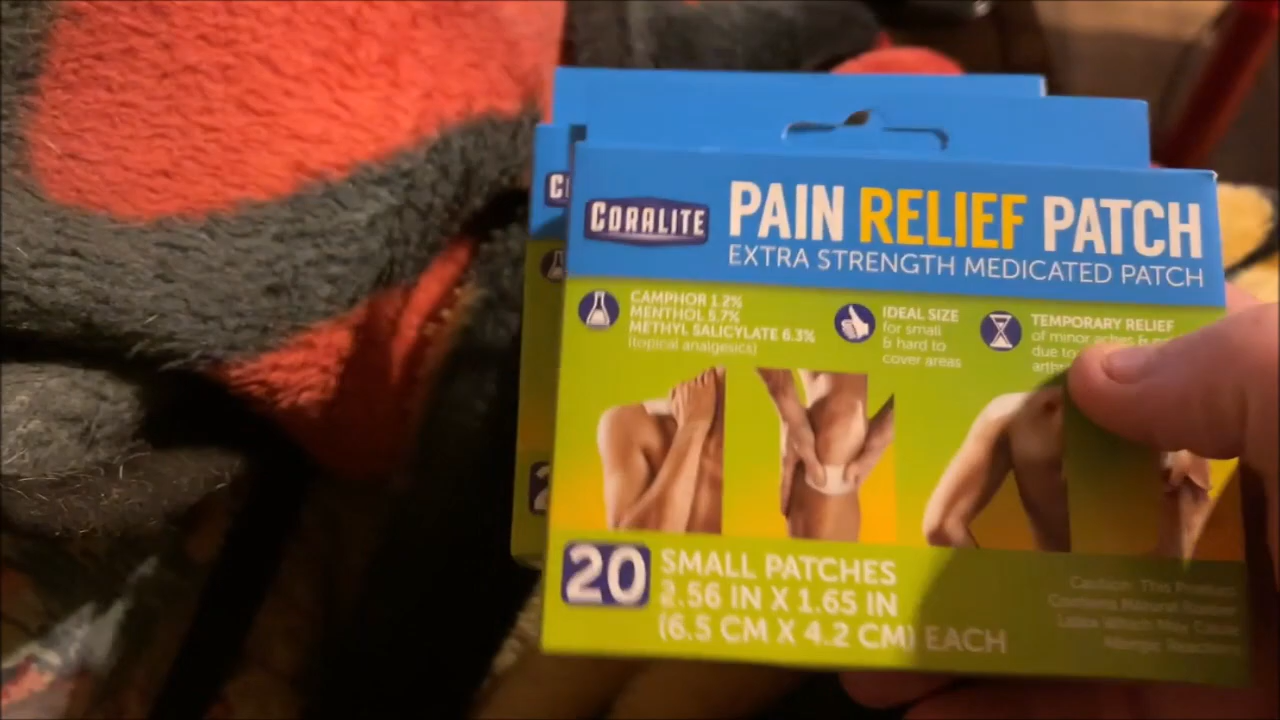 CORALITE
PAIN RELIEF PATCH
EXTRA STRENGTH MEDICATED PATCH
CAMPHOR 1.2%
MENTHOL 5.7%
METHYL SALICYLATE 6.3%
(topical analgesics)
IDEAL SIZE
for small
& hard to
cover areas
TEMPORARY RELIEF
of minor aches &
due to
20
SMALL PATCHES
2.56 IN X 1.65 IN
(6.5 CM X 4.2 CM) EACH
Caution: This Product
Contains Natural Rubber
Latex Which May Cause
Allergic Reactions